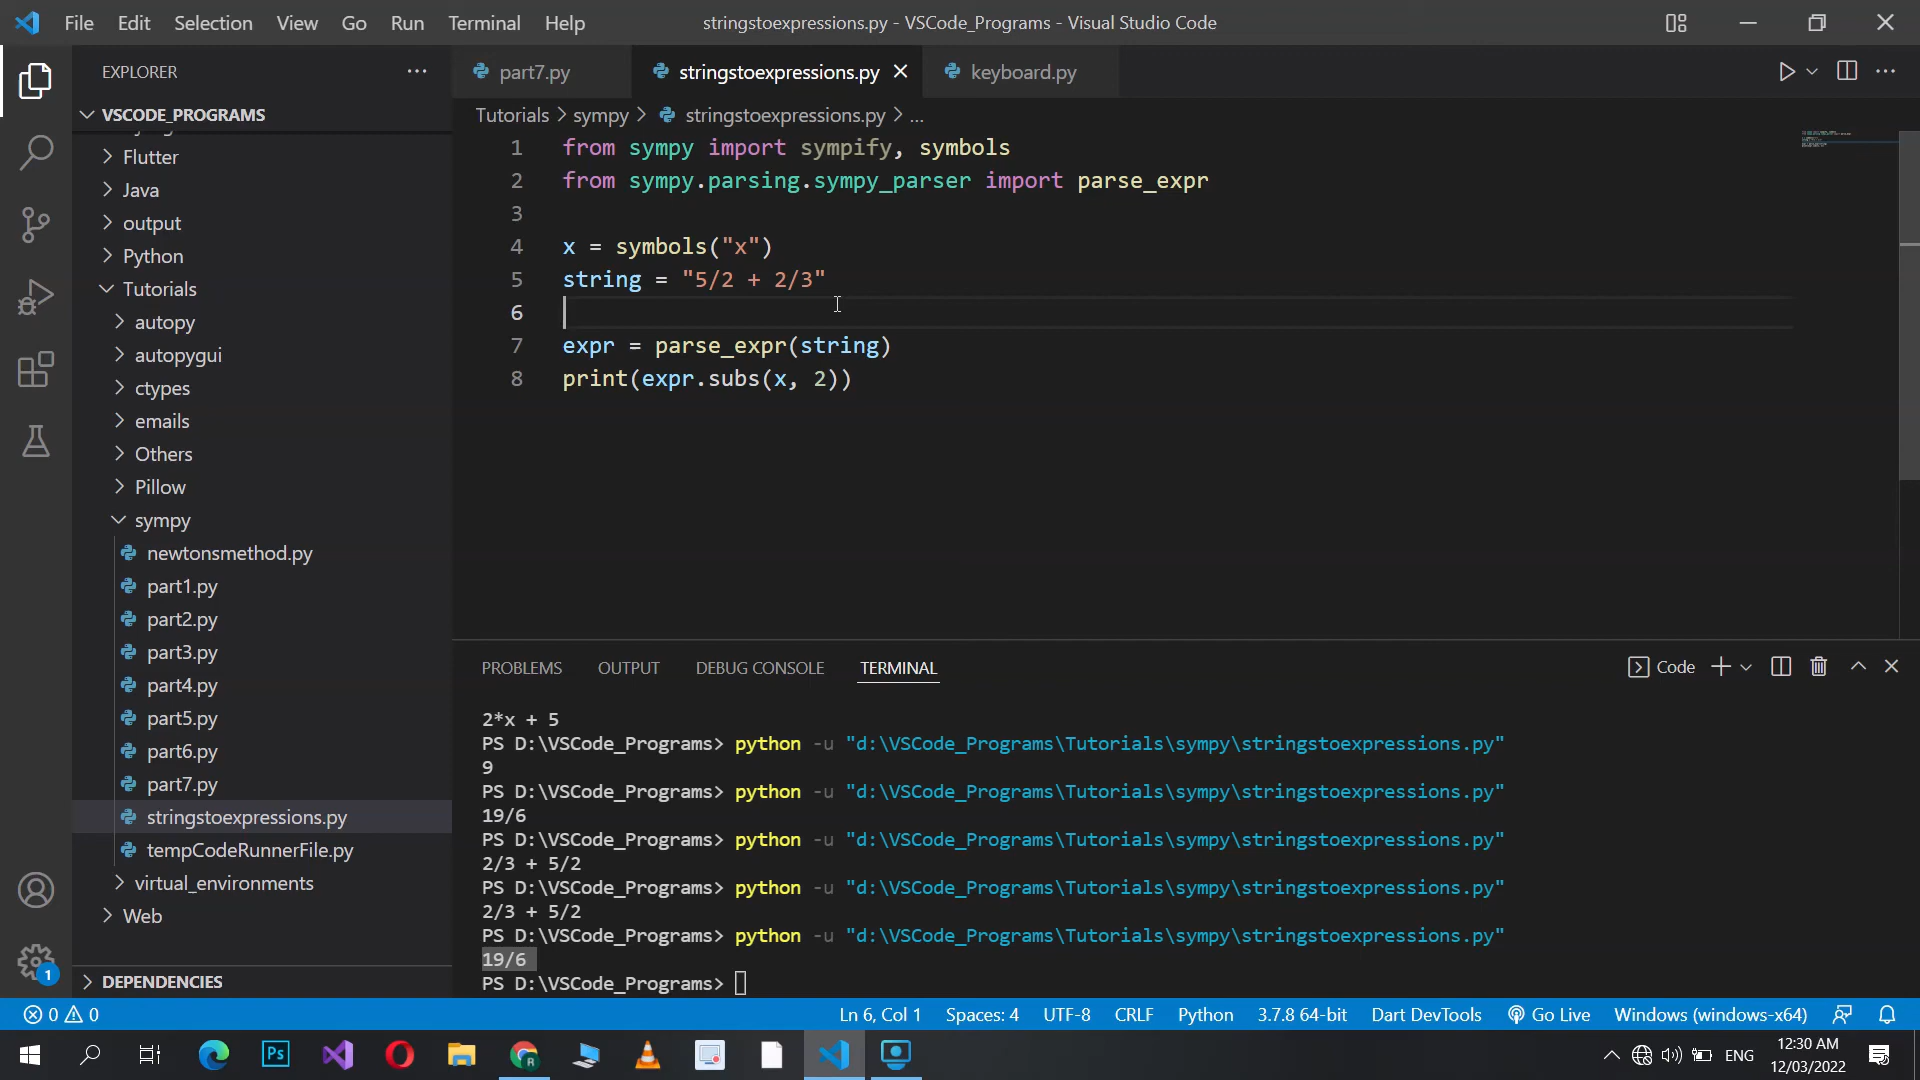 File Edit Selection View Go Run Terminal Help
stringstoexpressions.py - VSCode_Programs - Visual Studio Code
EXPLORER
part7.py
stringstoexpressions.py
keyboard.py
VSCODE_PROGRAMS
Flutter
Java
output
Python
Tutorials
autopy
autopygui
ctypes
emails
Others
Pillow
sympy
newtonsmethod.py
part1.py
part2.py
part3.py
part4.py
part5.py
part6.py
part7.py
stringstoexpressions.py
tempCodeRunnerFile.py
virtual_environments
Web
DEPENDENCIES
1
Tutorials > sympy > stringstoexpressions.py > ...
1 from sympy import sympify, symbols
2 from sympy.parsing.sympy_parser import parse_expr
3
4 x = symbols("x")
5 string = "5/2 + 2/3"
6
7 expr = parse_expr(string)
8 print(expr.subs(x, 2))
PROBLEMS OUTPUT DEBUG CONSOLE TERMINAL
Code
2*x + 5
PS D:\VSCode_Programs> python -u "d:\VSCode_Programs\Tutorials\sympy\stringstoexpressions.py"
9
PS D:\VSCode_Programs> python -u "d:\VSCode_Programs\Tutorials\sympy\stringstoexpressions.py"
19/6
PS D:\VSCode_Programs> python -u "d:\VSCode_Programs\Tutorials\sympy\stringstoexpressions.py"
2/3 + 5/2
PS D:\VSCode_Programs> python -u "d:\VSCode_Programs\Tutorials\sympy\stringstoexpressions.py"
2/3 + 5/2
PS D:\VSCode_Programs> python -u "d:\VSCode_Programs\Tutorials\sympy\stringstoexpressions.py"
19/6
PS D:\VSCode_Programs>
0 0
Ln 6, Col 1 Spaces: 4 UTF-8 CRLF Python 3.7.8 64-bit Dart DevTools Go Live Windows (windows-x64)
Ps
R
ENG
12:30 AM
12/03/2022